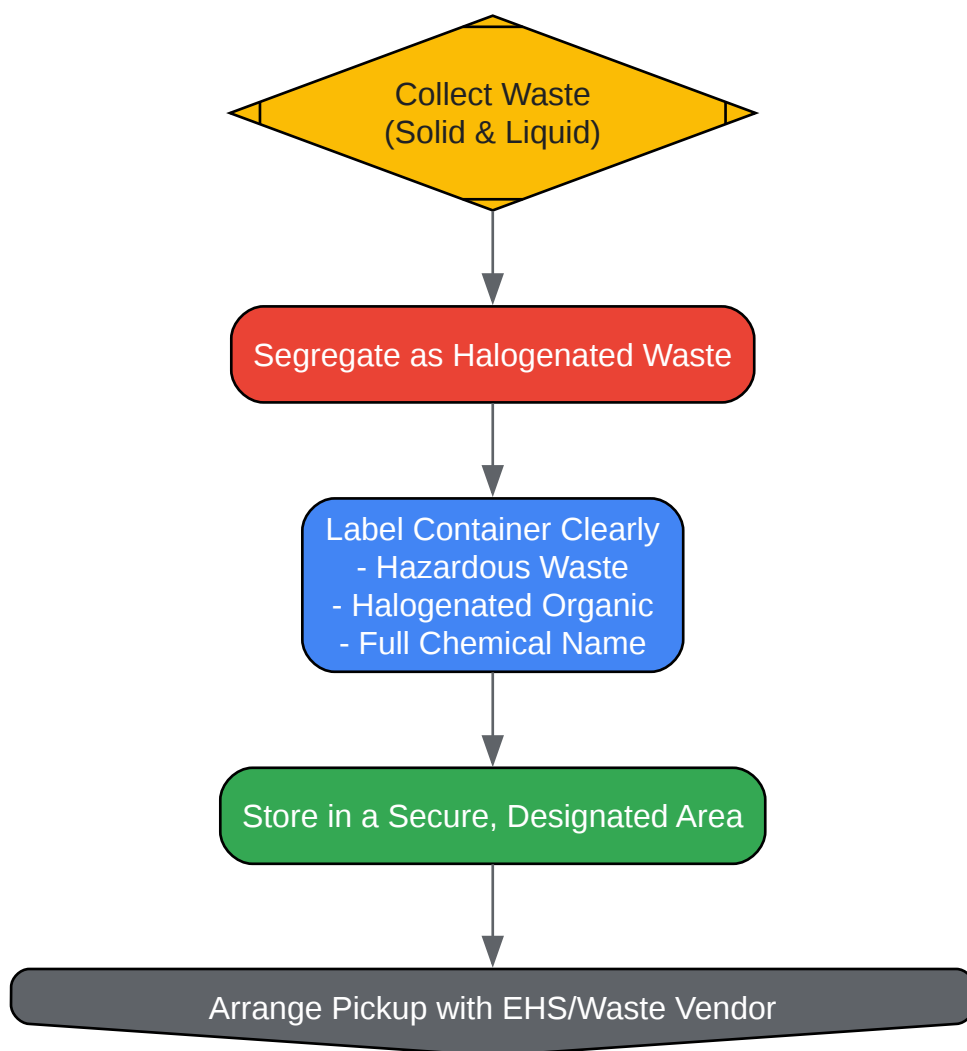 Collect Waste
(Solid & Liquid)
Segregate as Halogenated Waste
Label Container Clearly
- Hazardous Waste
- Halogenated Organic
- Full Chemical Name
Store in a Secure, Designated Area
Arrange Pickup with EHS/Waste Vendor